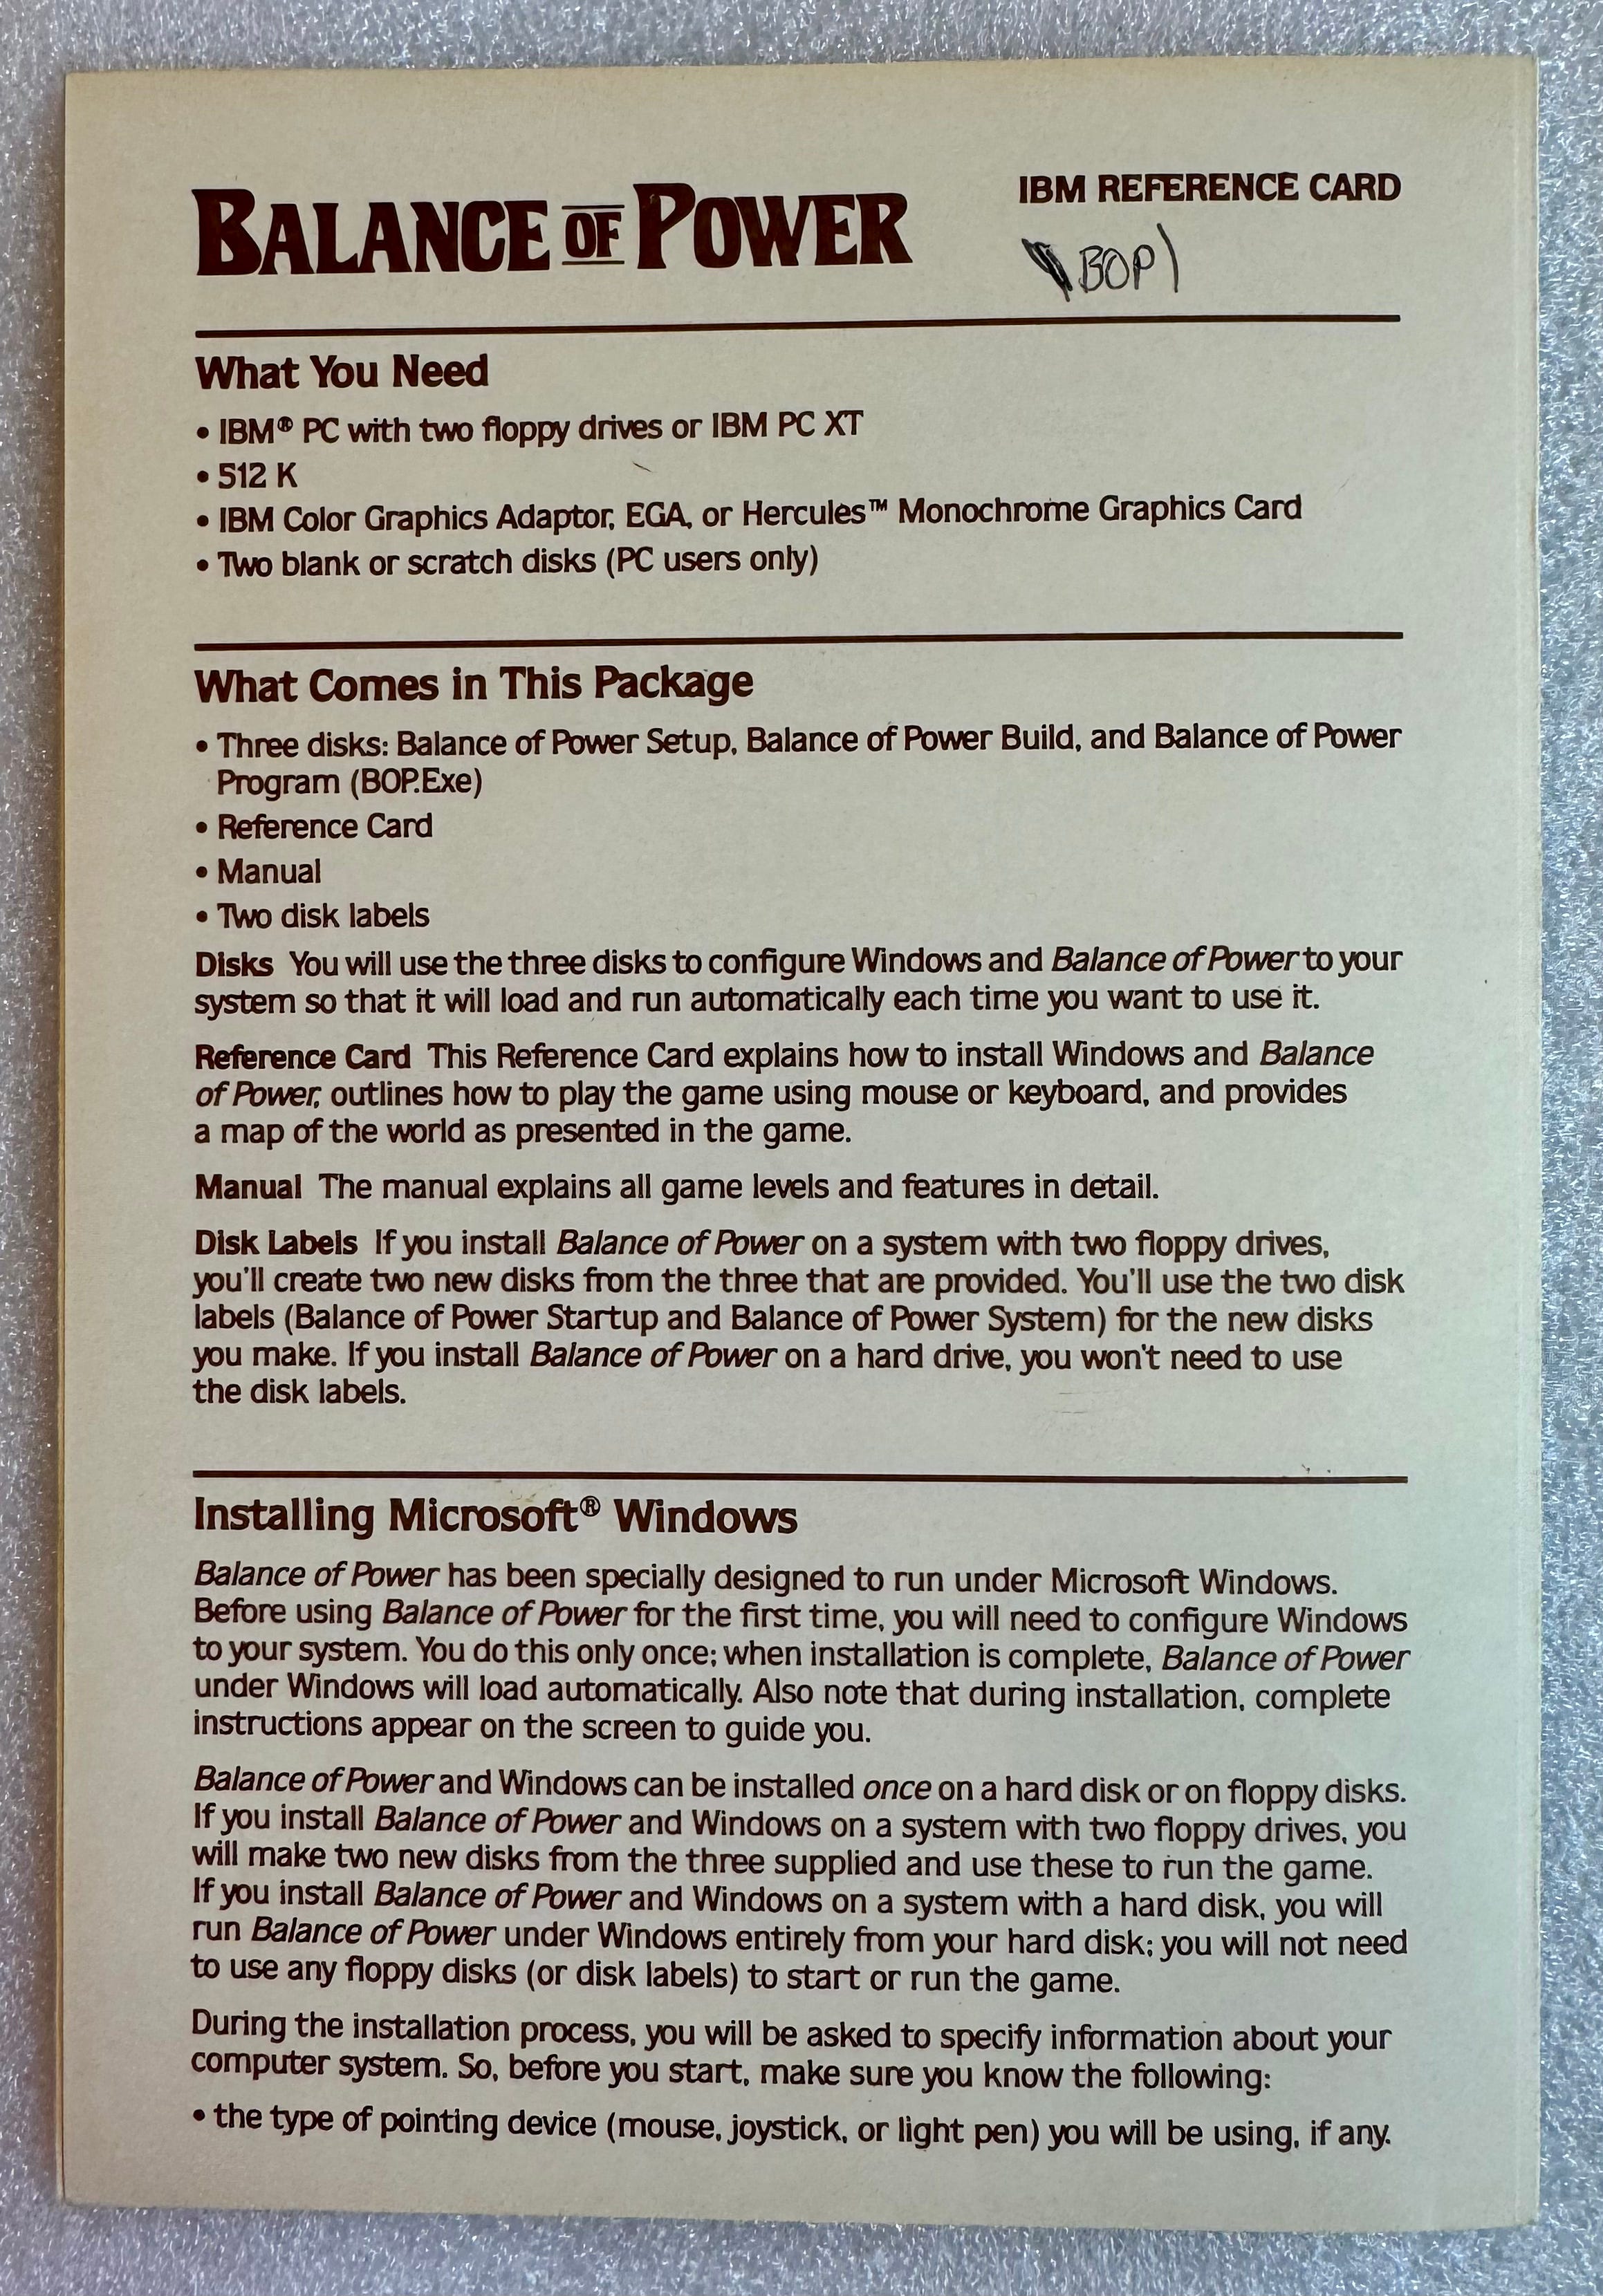 BALANCE OF POWER
IBM REFERENCE CARD
\BOP\
What You Need
• IBM® PC with two floppy drives or IBM PC XT
• 512 K
• IBM Color Graphics Adaptor, EGA, or Hercules™ Monochrome Graphics Card
• Two blank or scratch disks (PC users only)
What Comes in This Package
• Three disks: Balance of Power Setup, Balance of Power Build, and Balance of Power
Program (BOP.Exe)
• Reference Card
• Manual
• Two disk labels
Disks You will use the three disks to configure Windows and Balance of Power to your
system so that it will load and run automatically each time you want to use it.
Reference Card This Reference Card explains how to install Windows and Balance
of Power, outlines how to play the game using mouse or keyboard, and provides
a map of the world as presented in the game.
Manual The manual explains all game levels and features in detail.
Disk Labels If you install Balance of Power on a system with two floppy drives,
you'll create two new disks from the three that are provided. You'll use the two disk
labels (Balance of Power Startup and Balance of Power System) for the new disks
you make. If you install Balance of Power on a hard drive, you won't need to use
the disk labels.
Installing Microsoft® Windows
Balance of Power has been specially designed to run under Microsoft Windows.
Before using Balance of Power for the first time, you will need to configure Windows
to your system. You do this only once; when installation is complete, Balance of Power
under Windows will load automatically. Also note that during installation, complete
instructions appear on the screen to guide you.
Balance of Power and Windows can be installed once on a hard disk or on floppy disks.
If you install Balance of Power and Windows on a system with two floppy drives, you
will make two new disks from the three supplied and use these to run the game.
If you install Balance of Power and Windows on a system with a hard disk, you will
run Balance of Power under Windows entirely from your hard disk; you will not need
to use any floppy disks (or disk labels) to start or run the game.
During the installation process, you will be asked to specify information about your
computer system. So, before you start, make sure you know the following:
• the type of pointing device (mouse, joystick, or light pen) you will be using, if any.